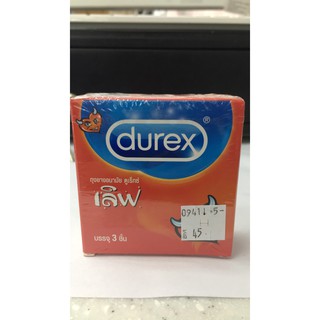 durex®
ถุงยางอนามัย ดูเร็กซ์
เลิฟ
บรรจุ 3 ชิ้น
45.-